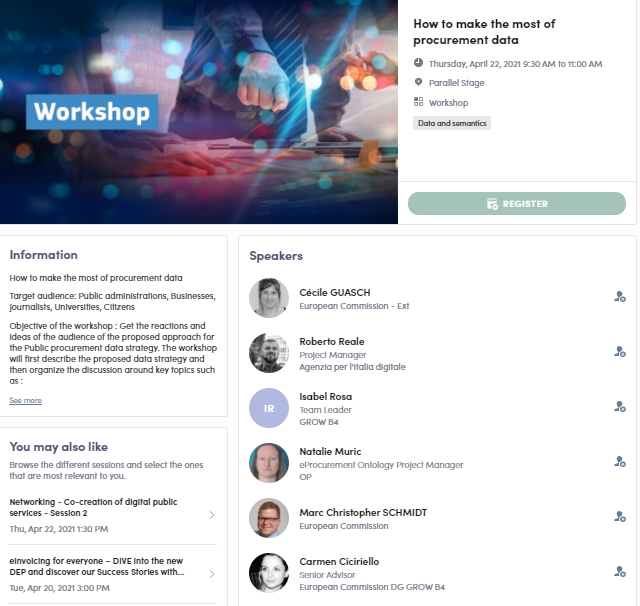 Workshop
How to make the most of
procurement data
Thursday, April 22, 2021 9:30 AM to 11:00 AM
Parallel Stage
Workshop
Data and semantics
REGISTER
Information
How to make the most of procurement data
Target audience: Public administrations, Businesses,
journalists, Universities, Citizens
Objective of the workshop : Get the reactions and
ideas of the audience of the proposed approach for
the Public procurement data strategy. The workshop
will first describe the proposed data strategy and
then organize the discussion around key topics such
as :
See more
You may also like
Browse the different sessions and select the ones
that are most relevant to you.
Networking - Co-creation of digital public
services - Session 2
Thu, Apr 22, 2021 1:30 PM
eInvoicing for everyone – DIVE into the new
DEP and discover our Success Stories with...
Tue, Apr 20, 2021 3:00 PM
Speakers
Cécile GUASCH
European Commission - Ext
Roberto Reale
Project Manager
Agenzia per l'Italia digitale
IR
Isabel Rosa
Team Leader
GROW B4
Natalie Muric
eProcurement Ontology Project Manager
OP
Marc Christopher SCHMIDT
European Commission
Carmen Ciciriello
Senior Advisor
European Commission DG GROW B4